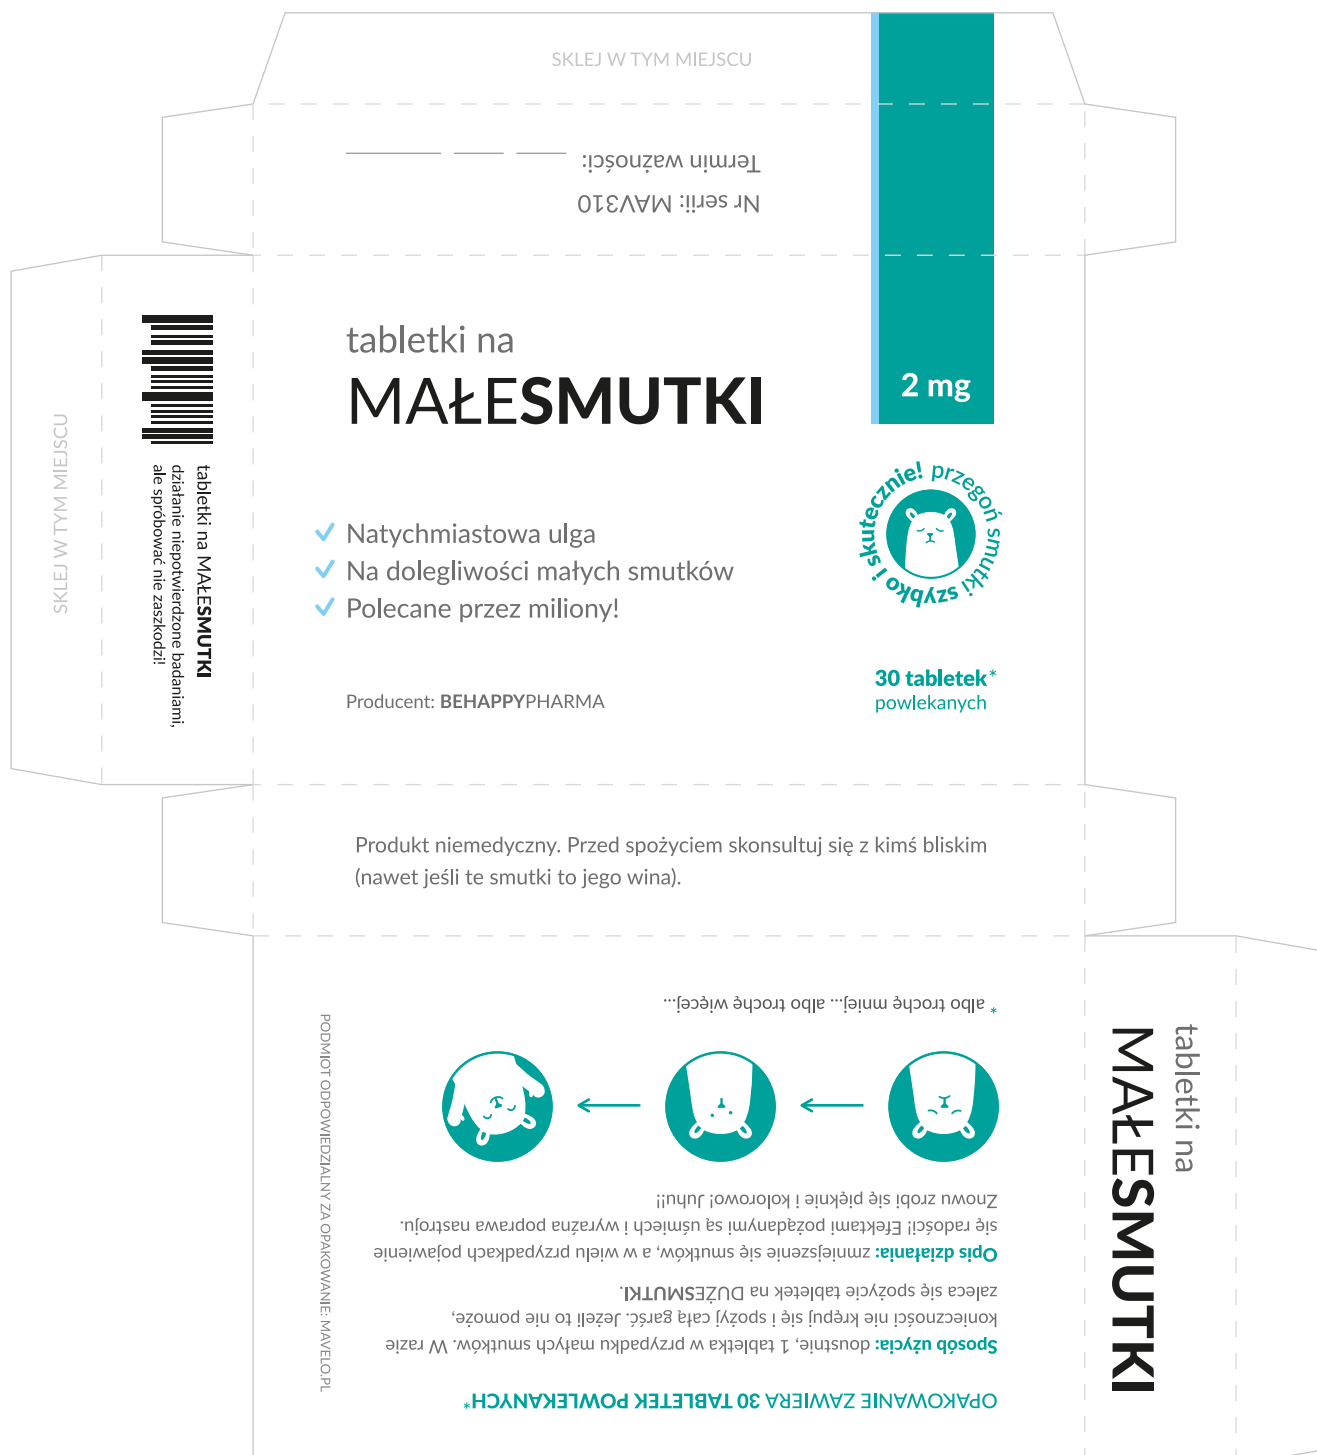 SKLEJ W TYM MIEJSCU
Nr serii: MAV310
Termin ważności:
tabletki na
MAŁESMUTKI
2 mg
przegoń smutki szybko i skutecznie!
Natychmiastowa ulga
Na dolegliwości małych smutków
Polecane przez miliony!
30 tabletek*
powlekanych
Producent: BEHAPPYPHARMA
SKLEJ W TYM MIEJSCU
tabletki na MAŁESMUTKI
działanie niepotwierdzone badaniami,
ale spróbować nie zaszkodzi!
Produkt niemedyczny. Przed spożyciem skonsultuj się z kimś bliskim
(nawet jeśli te smutki to jego wina).
OPAKOWANIE ZAWIERA 30 TABLETEK POWLEKANYCH*
Sposób użycia: doustnie, 1 tabletka w przypadku małych smutków. W razie
konieczności nie krępuj się i spożyj całą garść. Jeżeli to nie pomoże,
zaleca się spożycie tabletek na DUŻESMUTKI.
Opis działania: zmniejszenie się smutków, a w wielu przypadkach pojawienie
się radości! Efektami pożądanymi są uśmiech i wyraźna poprawa nastroju.
Znowu zrobi się pięknie i kolorowo! Juhu!!
* albo trochę mniej... albo trochę więcej...
PODMIOT ODPOWIEDZIALNY ZA OPAKOWANIE: MAVELO.PL
tabletki na
MAŁESMUTKI